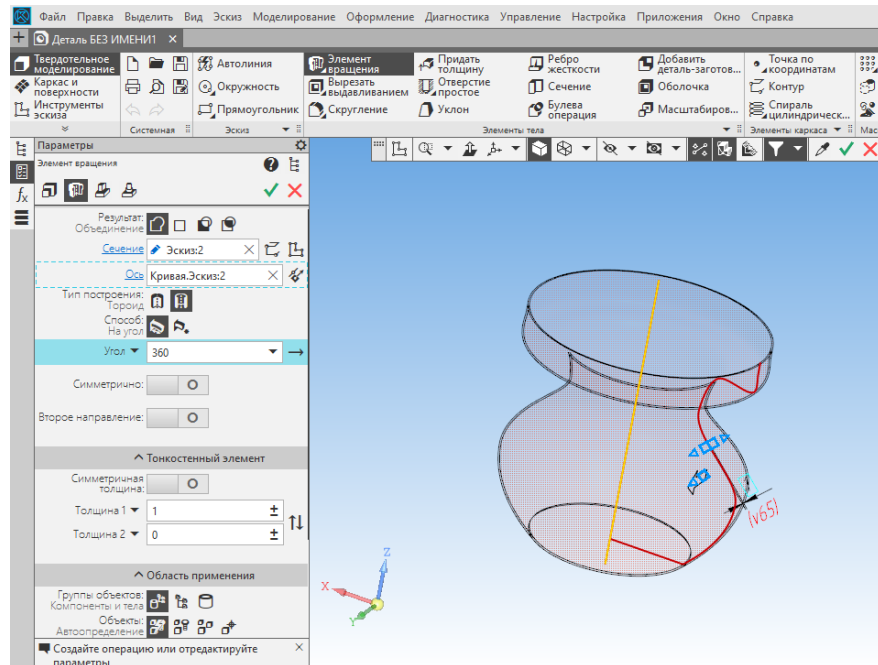 Файл Правка Выделить Вид Эскиз Моделирование Оформление Диагностика Управление Настройка Приложения Окно Справка
+ Деталь БЕЗ ИМЕНИ1 ×
Твердотельное моделирование
Каркас и поверхности
Инструменты эскиза
Системная
Автолиния
Окружность
Прямоугольник
Эскиз
Элемент вращения
Придать толщину
Ребро жесткости
Добавить деталь-заготов...
Вырезать выдавливанием
Отверстие простое
Сечение
Оболочка
Скругление
Уклон
Булева операция
Масштабиров...
Элементы тела
Точка по координатам
Контур
Спираль цилиндрическ...
Элементы каркаса
Мас
Параметры
Элемент вращения
Результат:
Объединение
Сечение Эскиз:2
Ось Кривая.Эскиз:2
Тип построения:
Тороид
Способ:
На угол
Угол 360
Симметрично:
Второе направление:
Тонкостенный элемент
Симметричная толщина:
Толщина 1 1
Толщина 2 0
Область применения
Группы объектов:
Компоненты и тела
Объекты:
Автоопределение
Создайте операцию или отредактируйте
параметры
Z
X
Y
(v65)